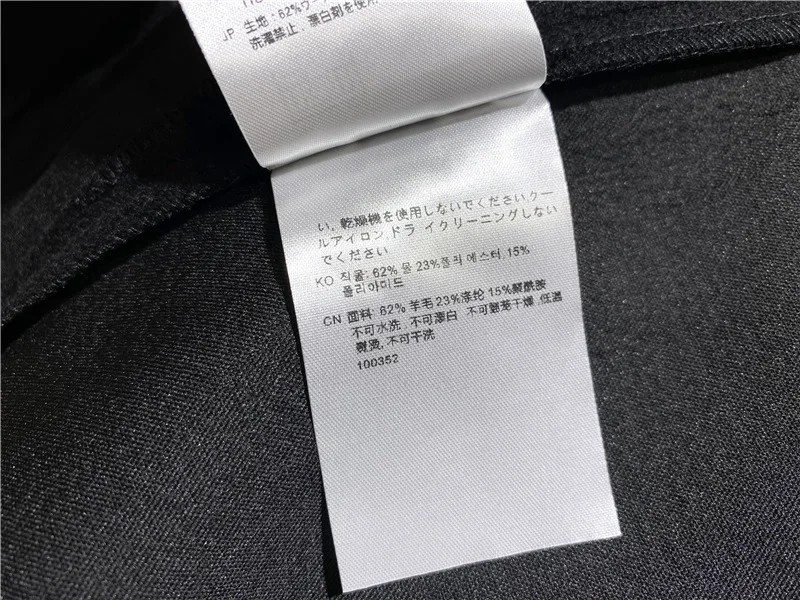 JP 生地：62%ウー
洗濯禁止、漂白剤を使用
い, 乾燥機を使用しないでください,クー
ルアイロン ドラ イクリーニングしない
でください
KO 직물: 62% 울 23%폴리 에스터 15%
폴리아미드
CN 面料: 62% 羊毛 23%涤纶 15%聚酰胺
不可水洗 , 不可漂白 不可翻笼干燥 ,低温
熨烫, 不可干洗
100352